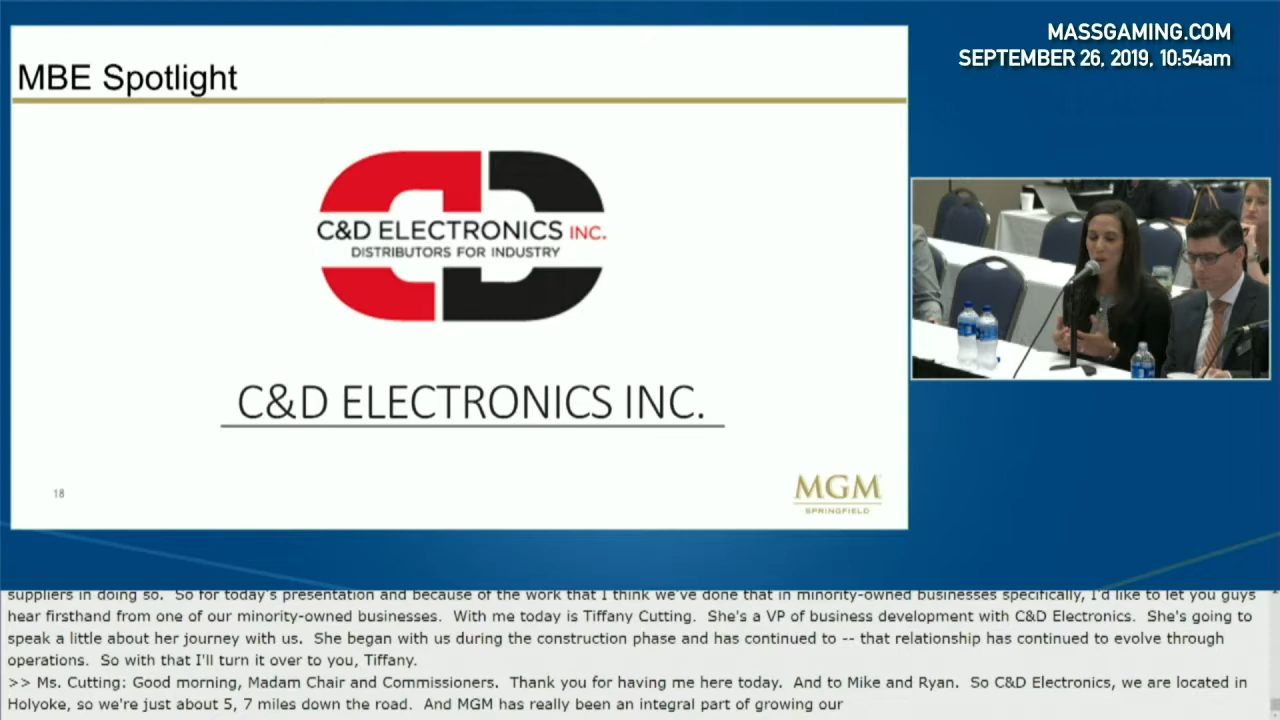 MASSGAMING.COM
SEPTEMBER 26, 2019, 10:54am
MBE Spotlight
C&D ELECTRONICS INC.
DISTRIBUTORS FOR INDUSTRY
C&D ELECTRONICS INC.
18
MGM
SPRINGFIELD
suppliers in doing so.  So for today's presentation and because of the work that I think we've done that in minority-owned businesses specifically, I'd like to let you guys
hear firsthand from one of our minority-owned businesses.  With me today is Tiffany Cutting.  She's a VP of business development with C&D Electronics.  She's going to
speak a little about her journey with us.  She began with us during the construction phase and has continued to -- that relationship has continued to evolve through
operations.  So with that I'll turn it over to you, Tiffany.
>> Ms. Cutting: Good morning, Madam Chair and Commissioners.  Thank you for having me here today.  And to Mike and Ryan.  So C&D Electronics, we are located in
Holyoke, so we're just about 5, 7 miles down the road.  And MGM has really been an integral part of growing our